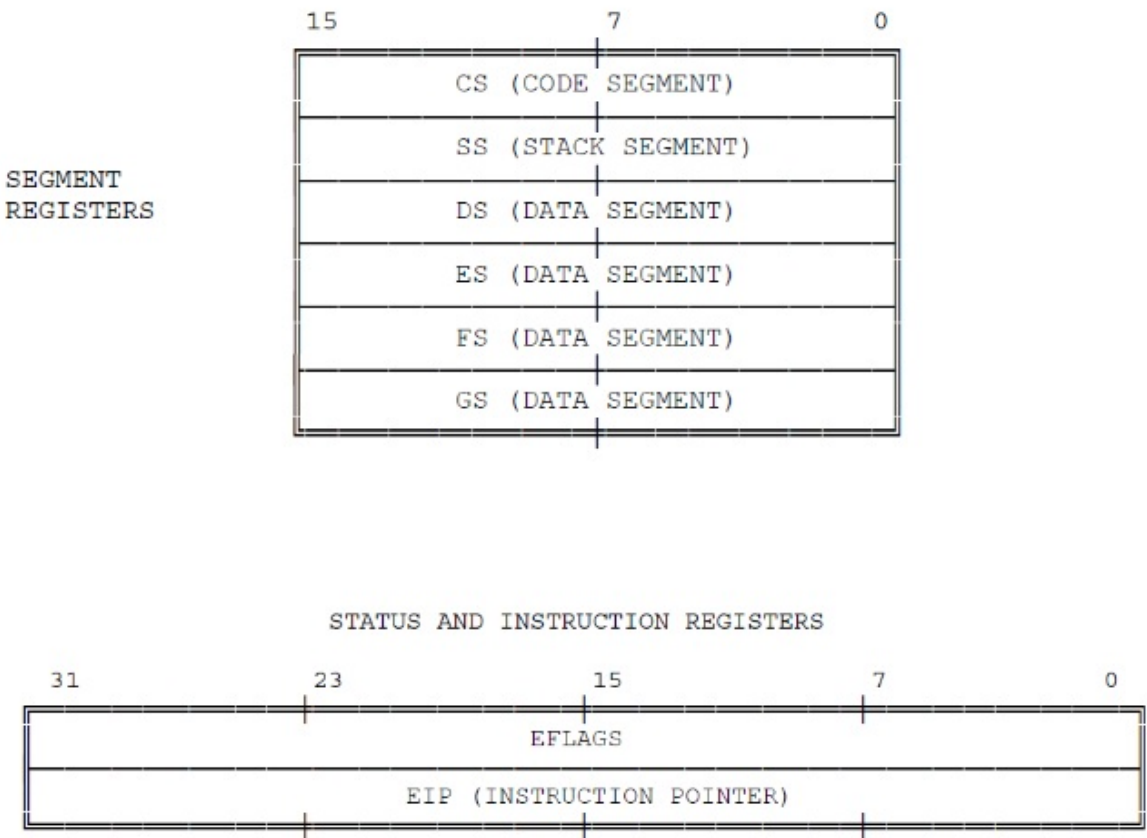 15 7 0
CS (CODE SEGMENT)
SS (STACK SEGMENT)
SEGMENT
REGISTERS
DS (DATA SEGMENT)
ES (DATA SEGMENT)
FS (DATA SEGMENT)
GS (DATA SEGMENT)
STATUS AND INSTRUCTION REGISTERS
31 23 15 7 0
EFLAGS
EIP (INSTRUCTION POINTER)